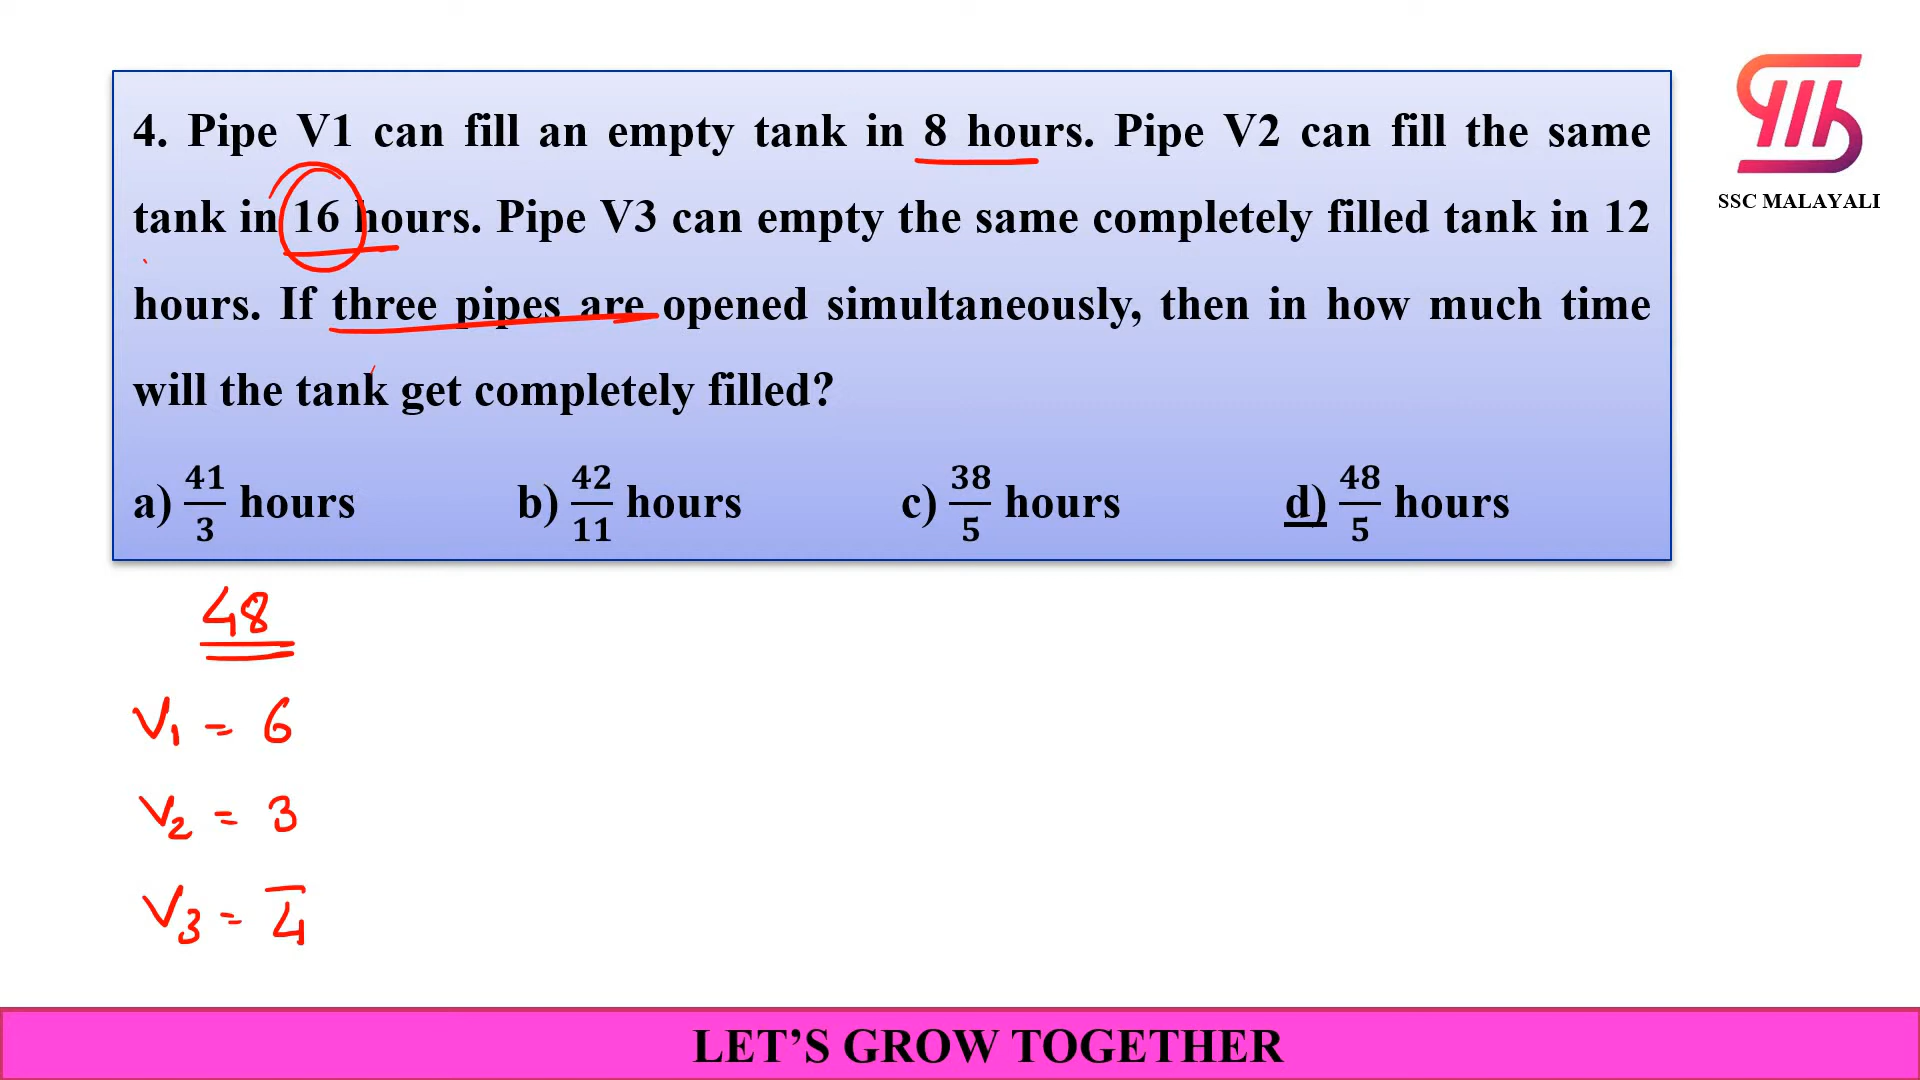 4. Pipe V1 can fill an empty tank in 8 hours. Pipe V2 can fill the same
tank in 16 hours. Pipe V3 can empty the same completely filled tank in 12
hours. If three pipes are opened simultaneously, then in how much time
will the tank get completely filled?
a) 41/3 hours b) 42/11 hours c) 38/5 hours d) 48/5 hours
SSC MALAYALI
48
V₁ = 6
V₂ = 3
V₃ = 4̅
LET’S GROW TOGETHER